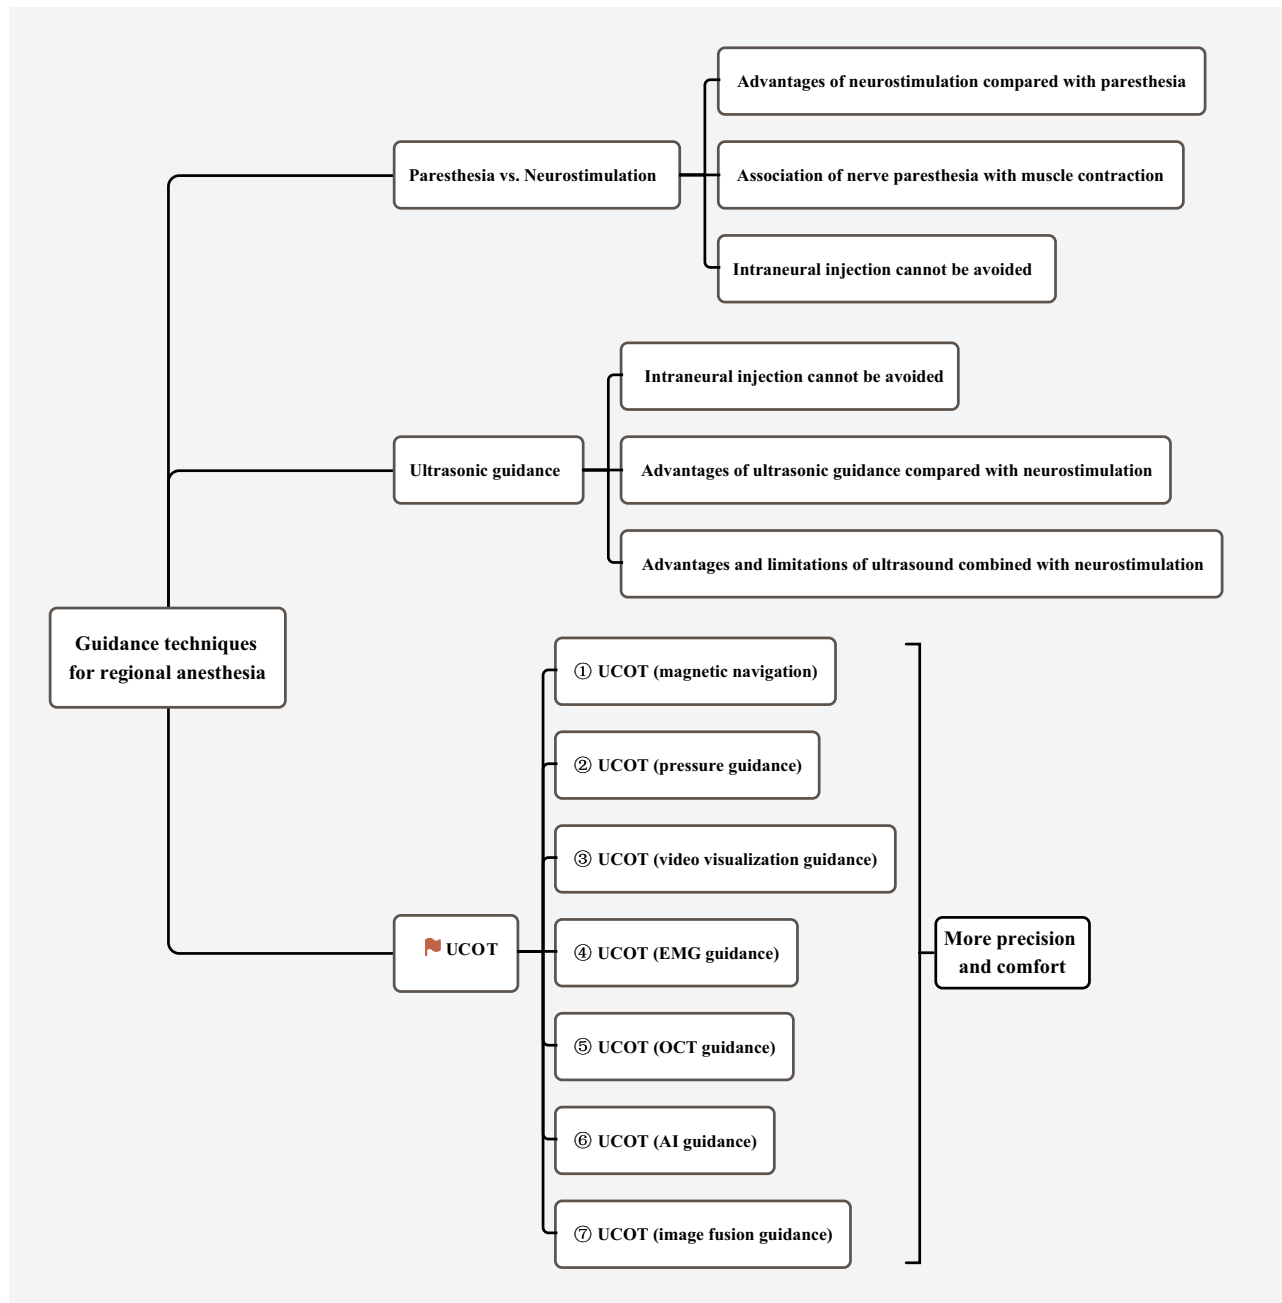 Guidance techniques
for regional anesthesia
Paresthesia vs. Neurostimulation
Advantages of neurostimulation compared with paresthesia
Association of nerve paresthesia with muscle contraction
Intraneural injection cannot be avoided
Ultrasonic guidance
Intraneural injection cannot be avoided
Advantages of ultrasonic guidance compared with neurostimulation
Advantages and limitations of ultrasound combined with neurostimulation
UCOT
① UCOT (magnetic navigation)
② UCOT (pressure guidance)
③ UCOT (video visualization guidance)
④ UCOT (EMG guidance)
⑤ UCOT (OCT guidance)
⑥ UCOT (AI guidance)
⑦ UCOT (image fusion guidance)
More precision
and comfort